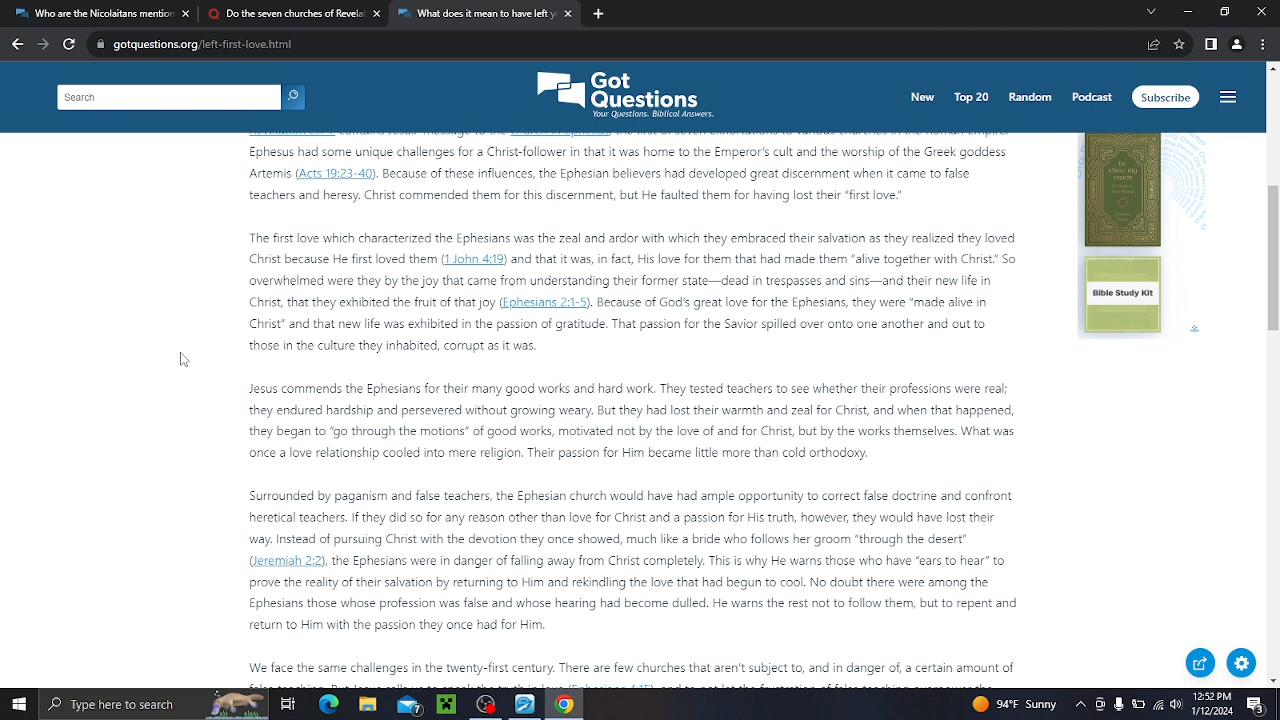 Who are the Nicolaitans mention
Do the seven cities of Revelat
What does it mean to have left yo
gotquestions.org/left-first-love.html
Search
Got
Questions
Your Questions. Biblical Answers.
New
Top 20
Random
Podcast
Subscribe
contains Jesus' message to the church in Ephesus, the first of seven exhortations to various churches in the Roman Empire.
Ephesus had some unique challenges for a Christ-follower in that it was home to the Emperor's cult and the worship of the Greek goddess
Artemis (Acts 19:23-40). Because of these influences, the Ephesian believers had developed great discernment when it came to false
teachers and heresy. Christ commended them for this discernment, but He faulted them for having lost their “first love.”
The first love which characterized the Ephesians was the zeal and ardor with which they embraced their salvation as they realized they loved
Christ because He first loved them (1 John 4:19) and that it was, in fact, His love for them that had made them “alive together with Christ.” So
overwhelmed were they by the joy that came from understanding their former state—dead in trespasses and sins—and their new life in
Christ, that they exhibited the fruit of that joy (Ephesians 2:1-5). Because of God's great love for the Ephesians, they were “made alive in
Christ” and that new life was exhibited in the passion of gratitude. That passion for the Savior spilled over onto one another and out to
those in the culture they inhabited, corrupt as it was.
Jesus commends the Ephesians for their many good works and hard work. They tested teachers to see whether their professions were real;
they endured hardship and persevered without growing weary. But they had lost their warmth and zeal for Christ, and when that happened,
they began to “go through the motions” of good works, motivated not by the love of and for Christ, but by the works themselves. What was
once a love relationship cooled into mere religion. Their passion for Him became little more than cold orthodoxy.
Surrounded by paganism and false teachers, the Ephesian church would have had ample opportunity to correct false doctrine and confront
heretical teachers. If they did so for any reason other than love for Christ and a passion for His truth, however, they would have lost their
way. Instead of pursuing Christ with the devotion they once showed, much like a bride who follows her groom “through the desert”
(Jeremiah 2:2), the Ephesians were in danger of falling away from Christ completely. This is why He warns those who have “ears to hear” to
prove the reality of their salvation by returning to Him and rekindling the love that had begun to cool. No doubt there were among the
Ephesians those whose profession was false and whose hearing had become dulled. He warns the rest not to follow them, but to repent and
return to Him with the passion they once had for Him.
We face the same challenges in the twenty-first century. There are few churches that aren't subject to, and in danger of, a certain amount of
Bible Study Kit
Type here to search
Sunny
12:52 PM
1/12/2024